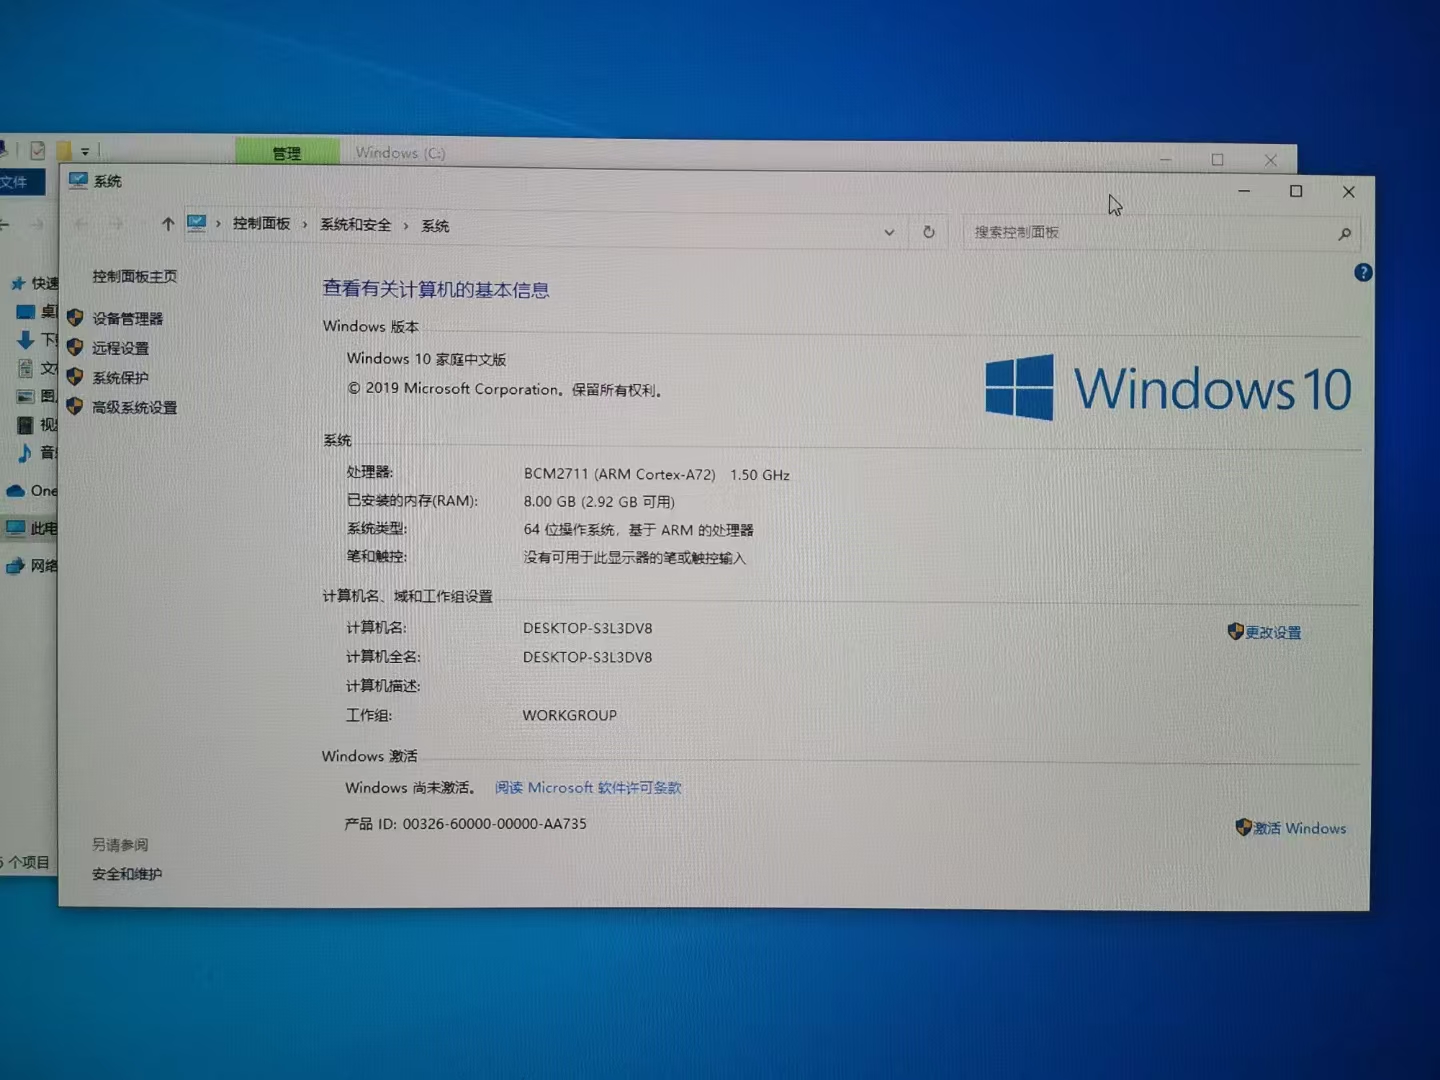 管理
Windows (C:)
文件
系统
控制面板 › 系统和安全 › 系统
搜索控制面板
控制面板主页
设备管理器
远程设置
系统保护
高级系统设置
另请参阅
安全和维护
查看有关计算机的基本信息
Windows 版本
Windows 10 家庭中文版
© 2019 Microsoft Corporation。保留所有权利。
Windows 10
系统
处理器: BCM2711 (ARM Cortex-A72) 1.50 GHz
已安装的内存(RAM): 8.00 GB (2.92 GB 可用)
系统类型: 64 位操作系统，基于 ARM 的处理器
笔和触控: 没有可用于此显示器的笔或触控输入
计算机名、域和工作组设置
计算机名: DESKTOP-S3L3DV8
更改设置
计算机全名: DESKTOP-S3L3DV8
计算机描述:
工作组: WORKGROUP
Windows 激活
Windows 尚未激活。 阅读 Microsoft 软件许可条款
产品 ID: 00326-60000-00000-AA735
激活 Windows
快速
One
此电
网络
个项目